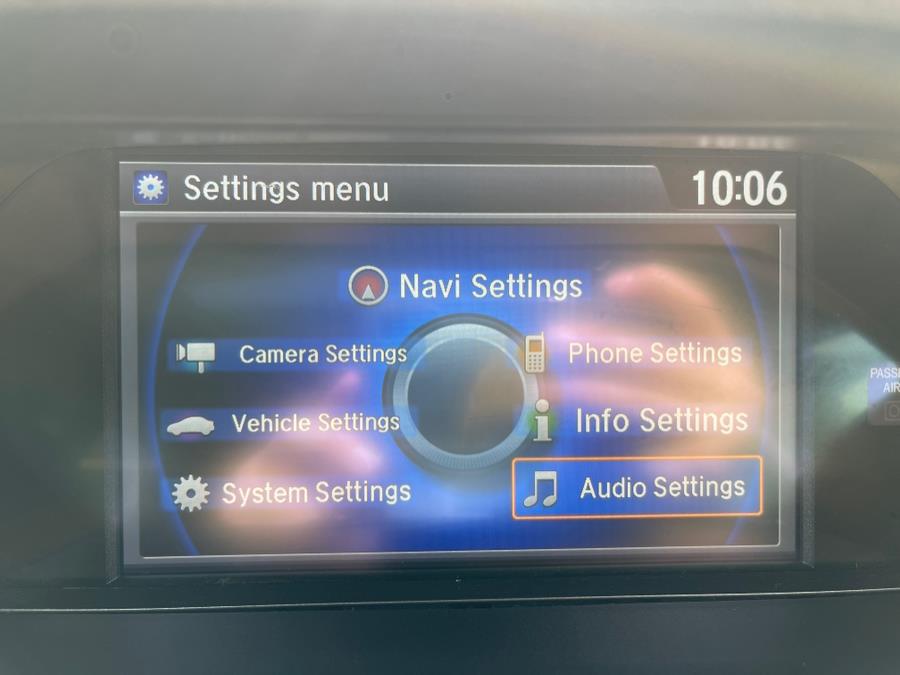 Settings menu
10:06
Navi Settings
Camera Settings
Phone Settings
Vehicle Settings
Info Settings
System Settings
Audio Settings